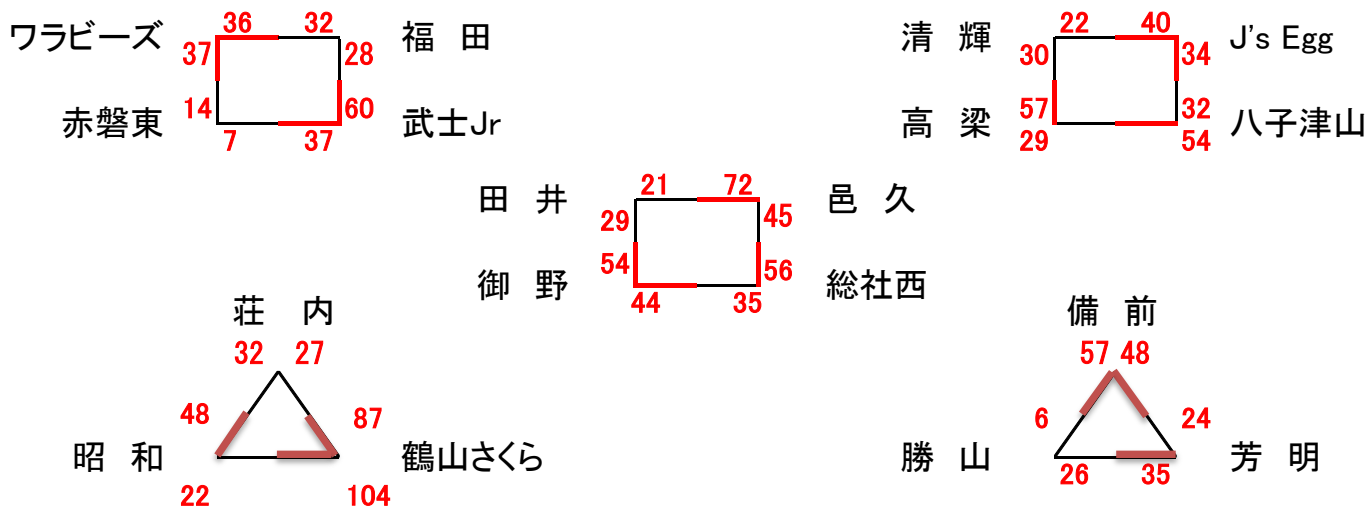 ワラビーズ 36 32 福 田
37 28
14 60
赤磐東 7 37 武士Jr
清 輝 22 40 J's Egg
30 34
57 32
高 梁 29 54 八子津山
田 井 21 72 邑 久
29 45
54 56
御 野 44 35 総社西
荘 内
32 27
48 87
昭 和 鶴山さくら
22 104
備 前
57 48
6 24
勝 山 26 35 芳 明